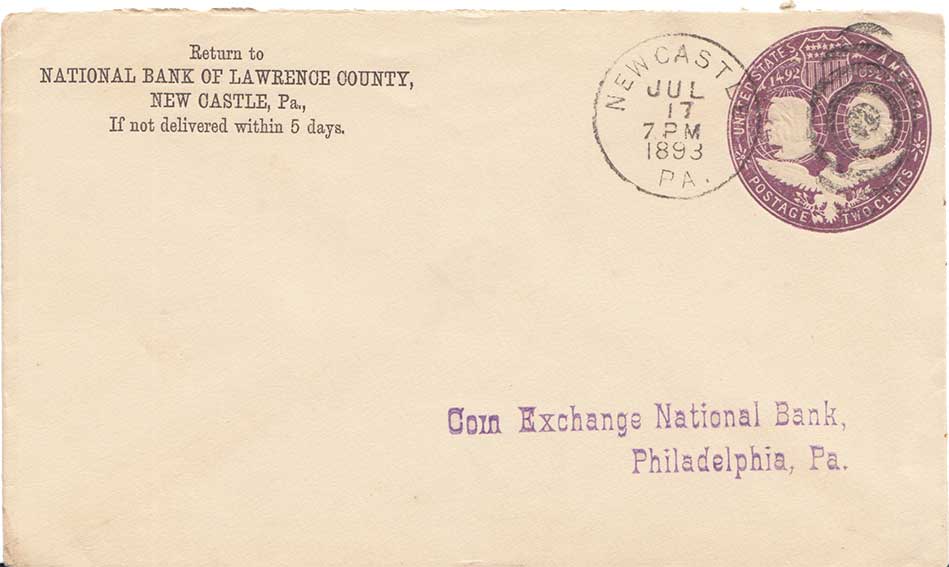 Return to
NATIONAL BANK OF LAWRENCE COUNTY,
NEW CASTLE, Pa.,
If not delivered within 5 days.
NEW CASTLE
JUL
17
7 PM
1893
PA.
UNITED STATES OF AMERICA
1492 1892
POSTAGE TWO CENTS
Corn Exchange National Bank,
Philadelphia, Pa.